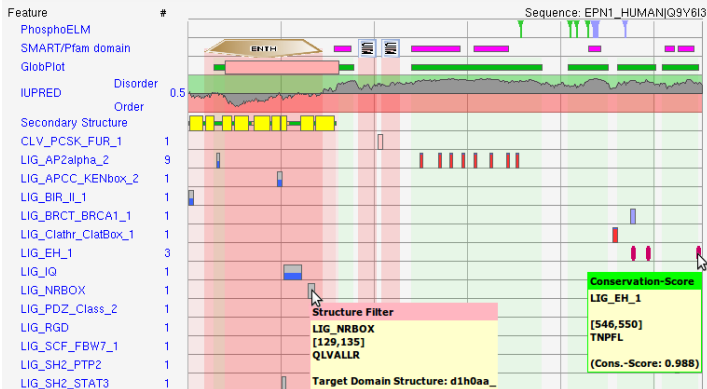 Feature # Sequence: EPN1_HUMAN|Q9Y6I3
PhosphoELM
SMART/Pfam domain ENTH
GlobPlot
Disorder
IUPRED 0.5
Order
Secondary Structure
CLV_PCSK_FUR_1 1
LIG_AP2alpha_2 9
LIG_APCC_KENbox_2 1
LIG_BIR_II_1 1
LIG_BRCT_BRCA1_1 1
LIG_Clathr_ClatBox_1 1
LIG_EH_1 3
LIG_IQ 1
LIG_NRBOX 1
LIG_PDZ_Class_2 1
LIG_RGD 1
LIG_SCF_FBW7_1 1
LIG_SH2_PTP2 1
LIG_SH2_STAT3 1
Structure Filter
LIG_NRBOX
[129,135]
QLVALLR
Target Domain Structure: d1h0aa_
Conservation-Score
LIG_EH_1
[546,550]
TNPFL
(Cons.-Score: 0.988)